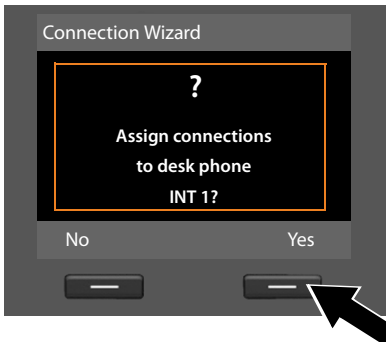 Connection Wizard
?
Assign connections
to desk phone
INT 1?
No Yes